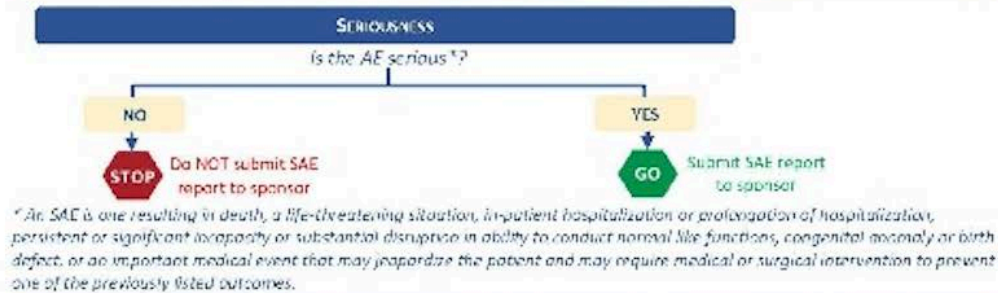 SERIOUSNESS
Is the AE serious*?
NO
YES
STOP
Do NOT submit SAE
report to sponsor
GO
Submit SAE report
to sponsor
* An SAE is one resulting in death, a life-threatening situation, in-patient hospitalization or prolongation of hospitalization,
persistent or significant incapacity or substantial disruption in ability to conduct normal like functions, congenital anomaly or birth
defect, or an important medical event that may jeopardize the patient and may require medical or surgical intervention to prevent
one of the previously listed outcomes.